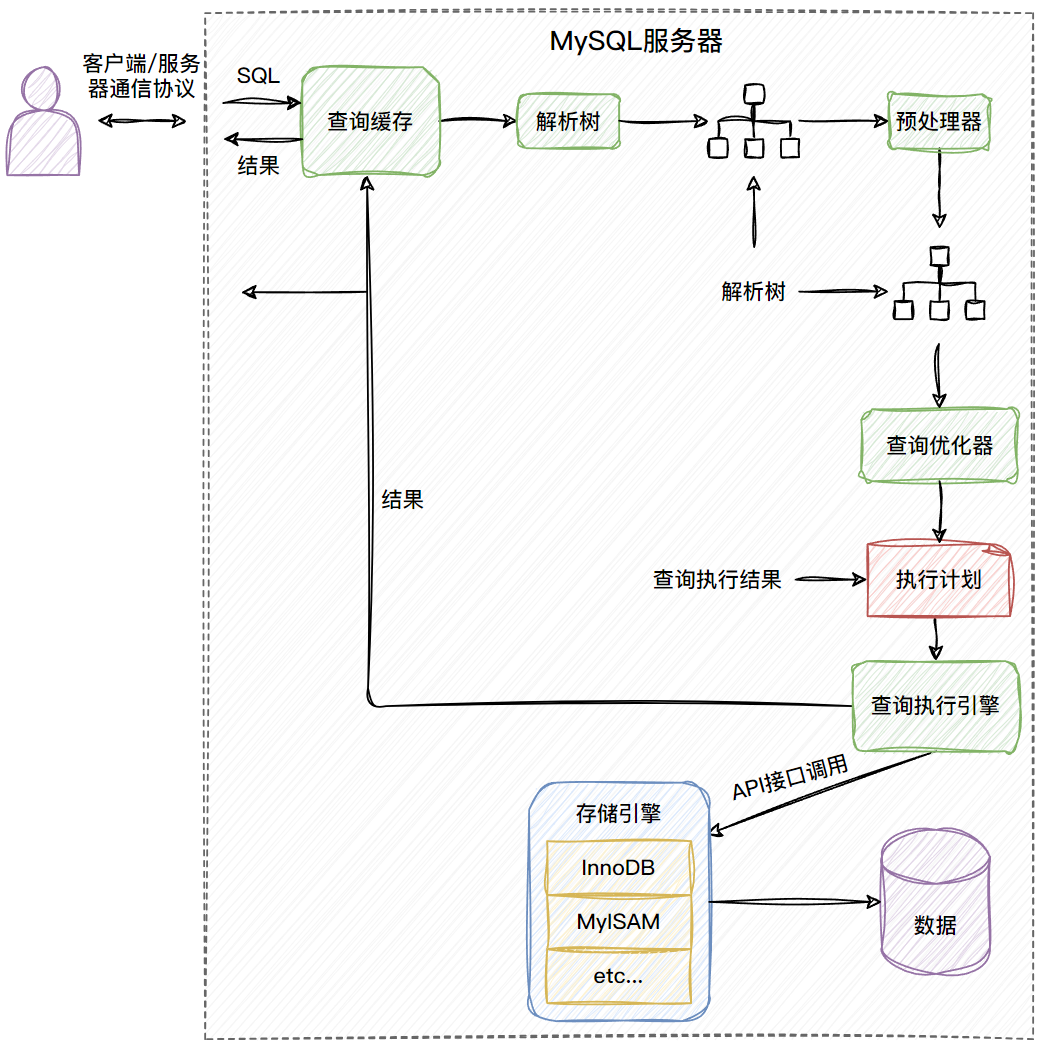 MySQL服务器
客户端/服务
器通信协议
SQL
结果
查询缓存
解析树
预处理器
解析树
查询优化器
结果
查询执行结果
执行计划
查询执行引擎
API接口调用
存储引擎
InnoDB
MyISAM
etc...
数据